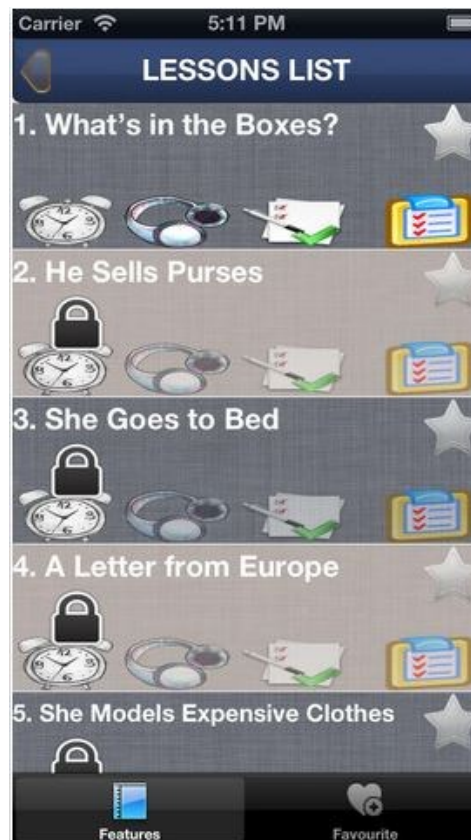 Carrier 5:11 PM
LESSONS LIST
1. What's in the Boxes?
2. He Sells Purses
3. She Goes to Bed
4. A Letter from Europe
5. She Models Expensive Clothes
Features Favourite